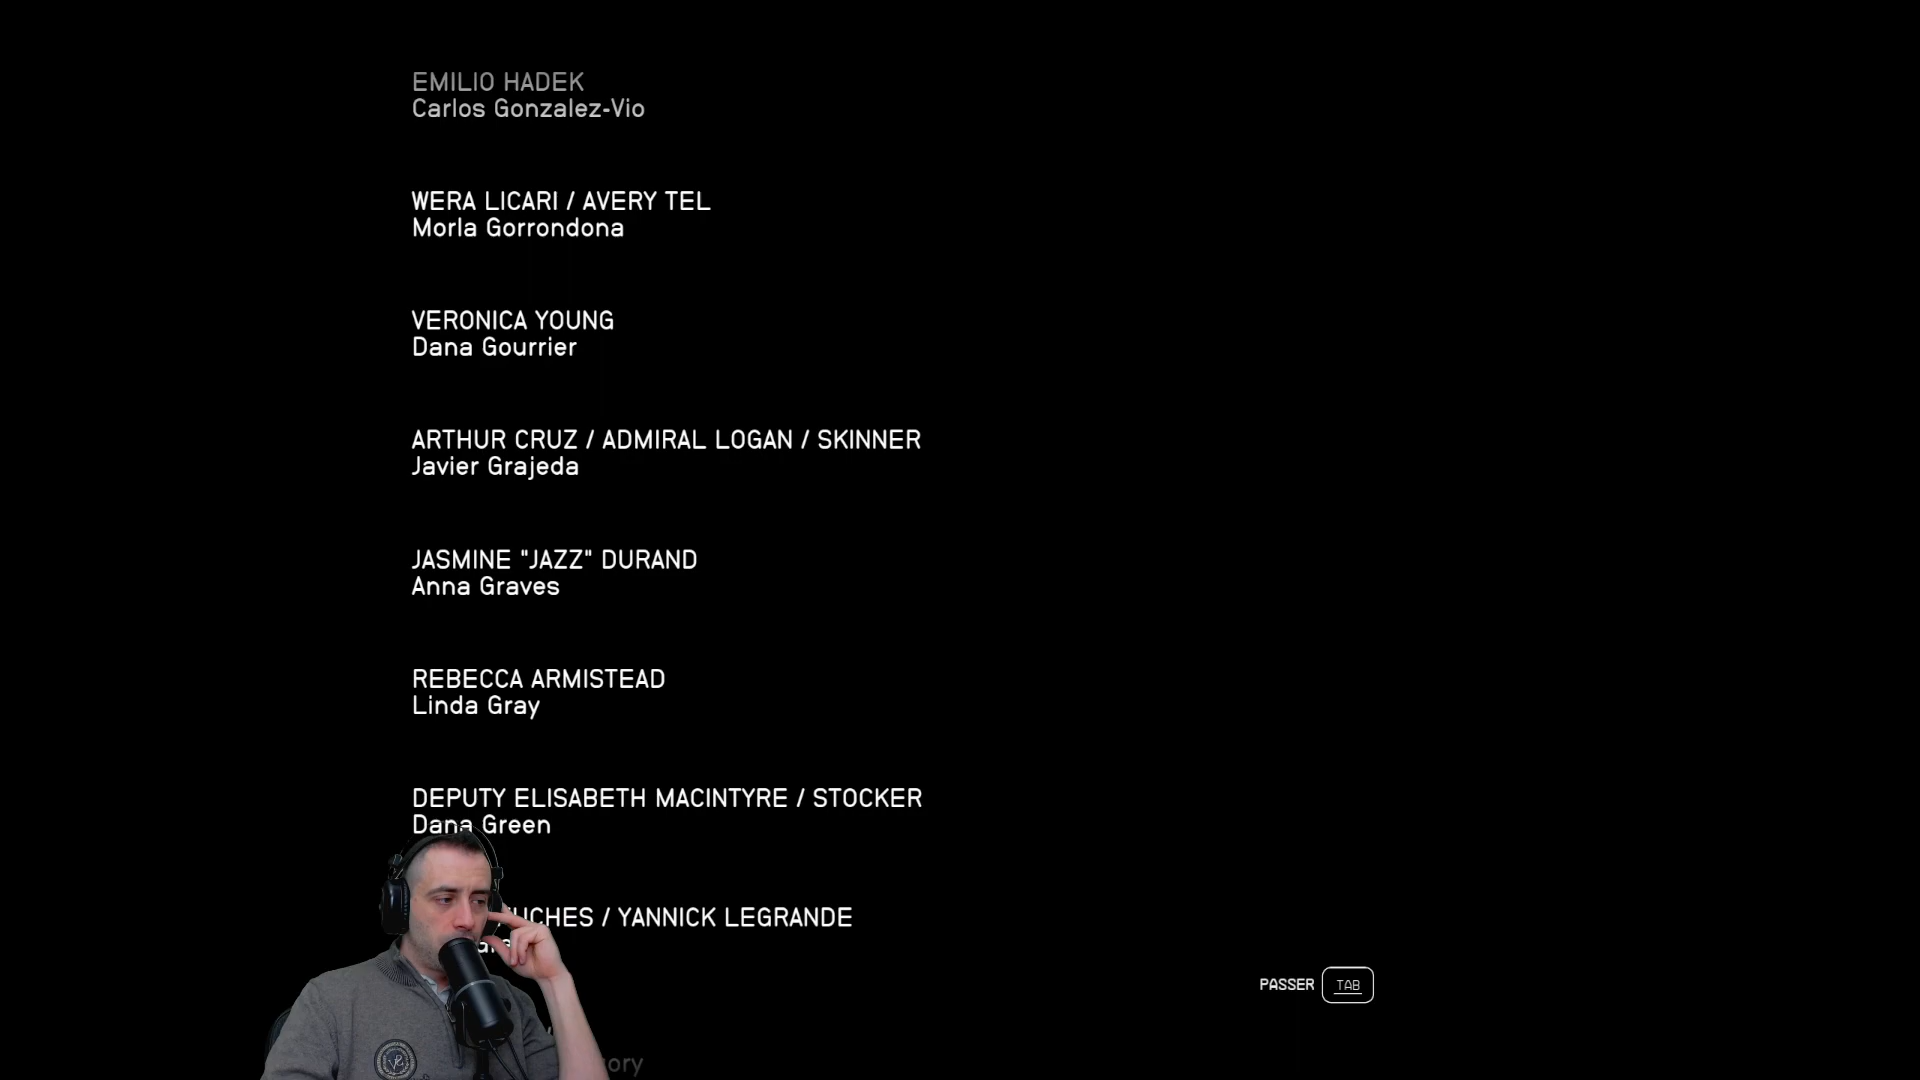 EMILIO HADEK
Carlos Gonzalez-Vio
WERA LICARI / AVERY TEL
Morla Gorrondona
VERONICA YOUNG
Dana Gourrier
ARTHUR CRUZ / ADMIRAL LOGAN / SKINNER
Javier Grajeda
JASMINE "JAZZ" DURAND
Anna Graves
REBECCA ARMISTEAD
Linda Gray
DEPUTY ELISABETH MACINTYRE / STOCKER
Dana Green
/ YANNICK LEGRANDE
PASSER TAB